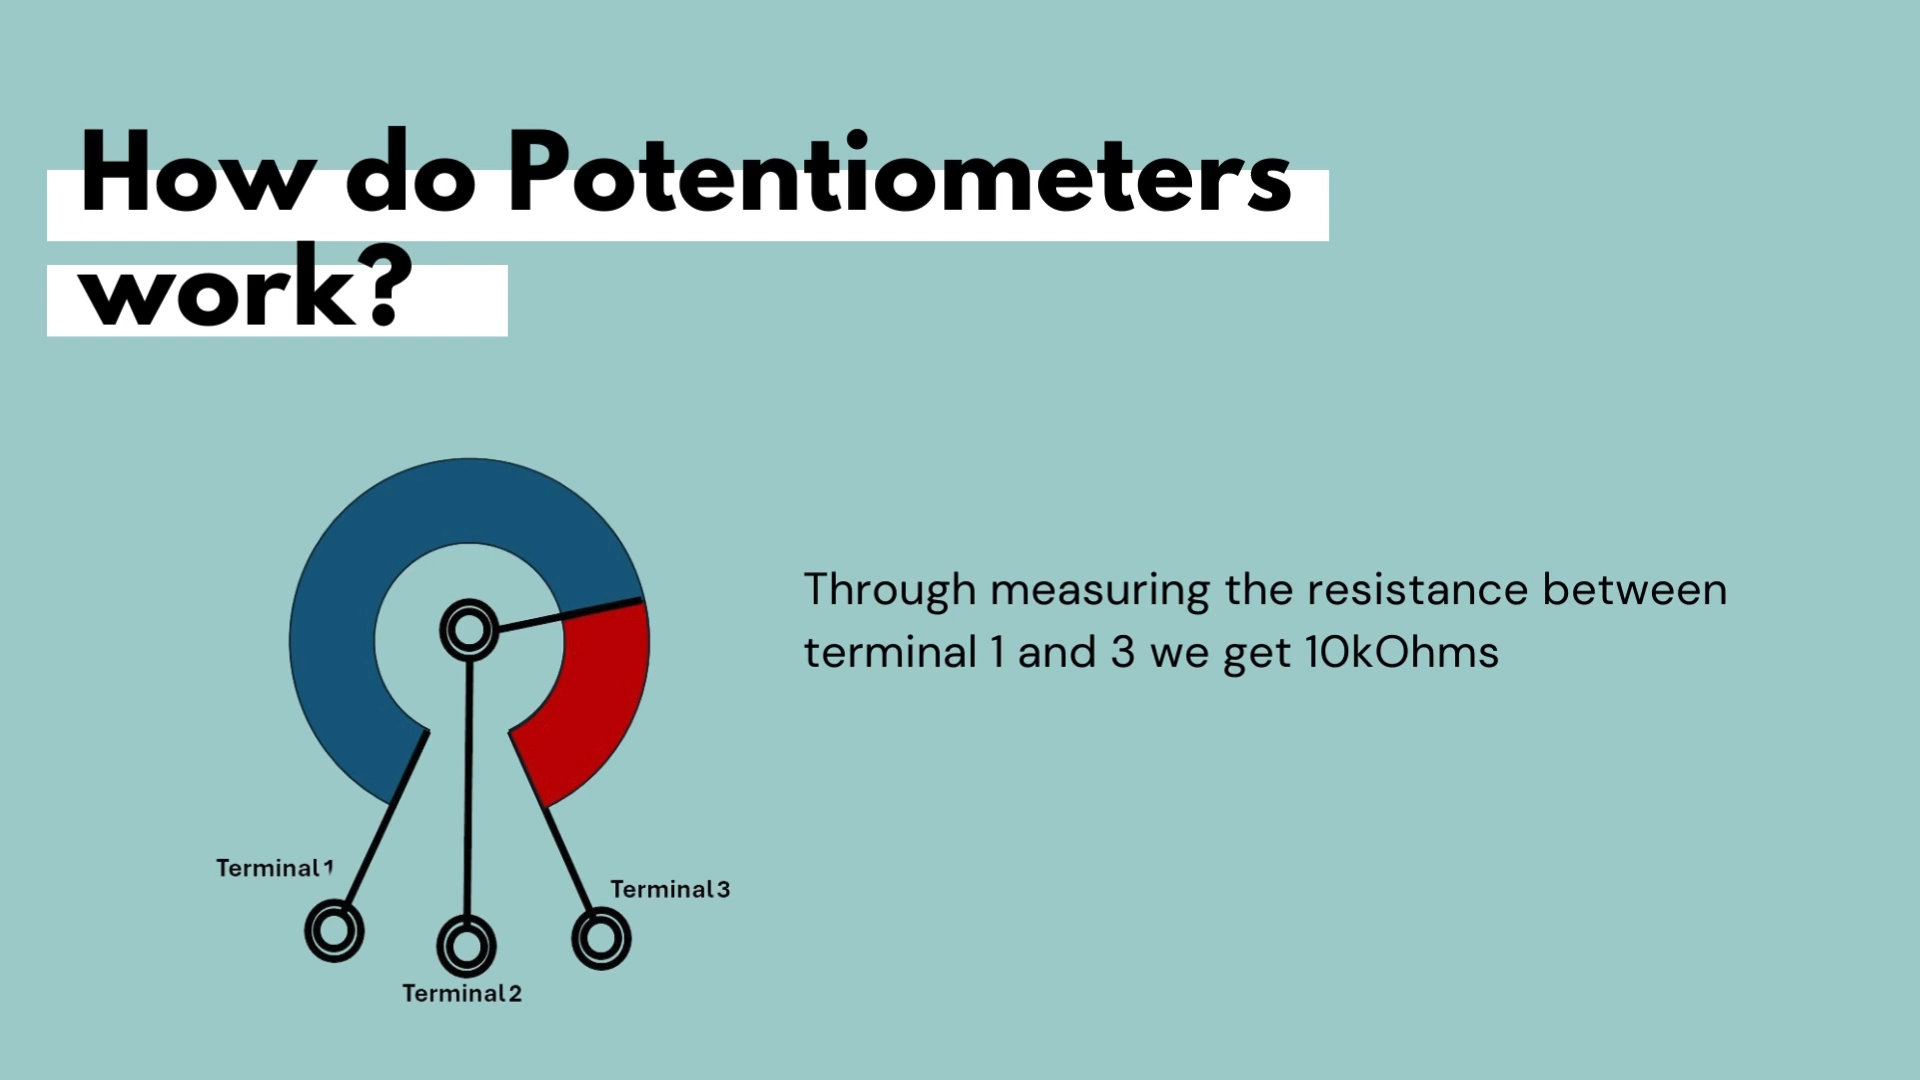 How do Potentiometers
work?
Through measuring the resistance between
terminal 1 and 3 we get 10kOhms
Terminal 1
Terminal 3
Terminal 2